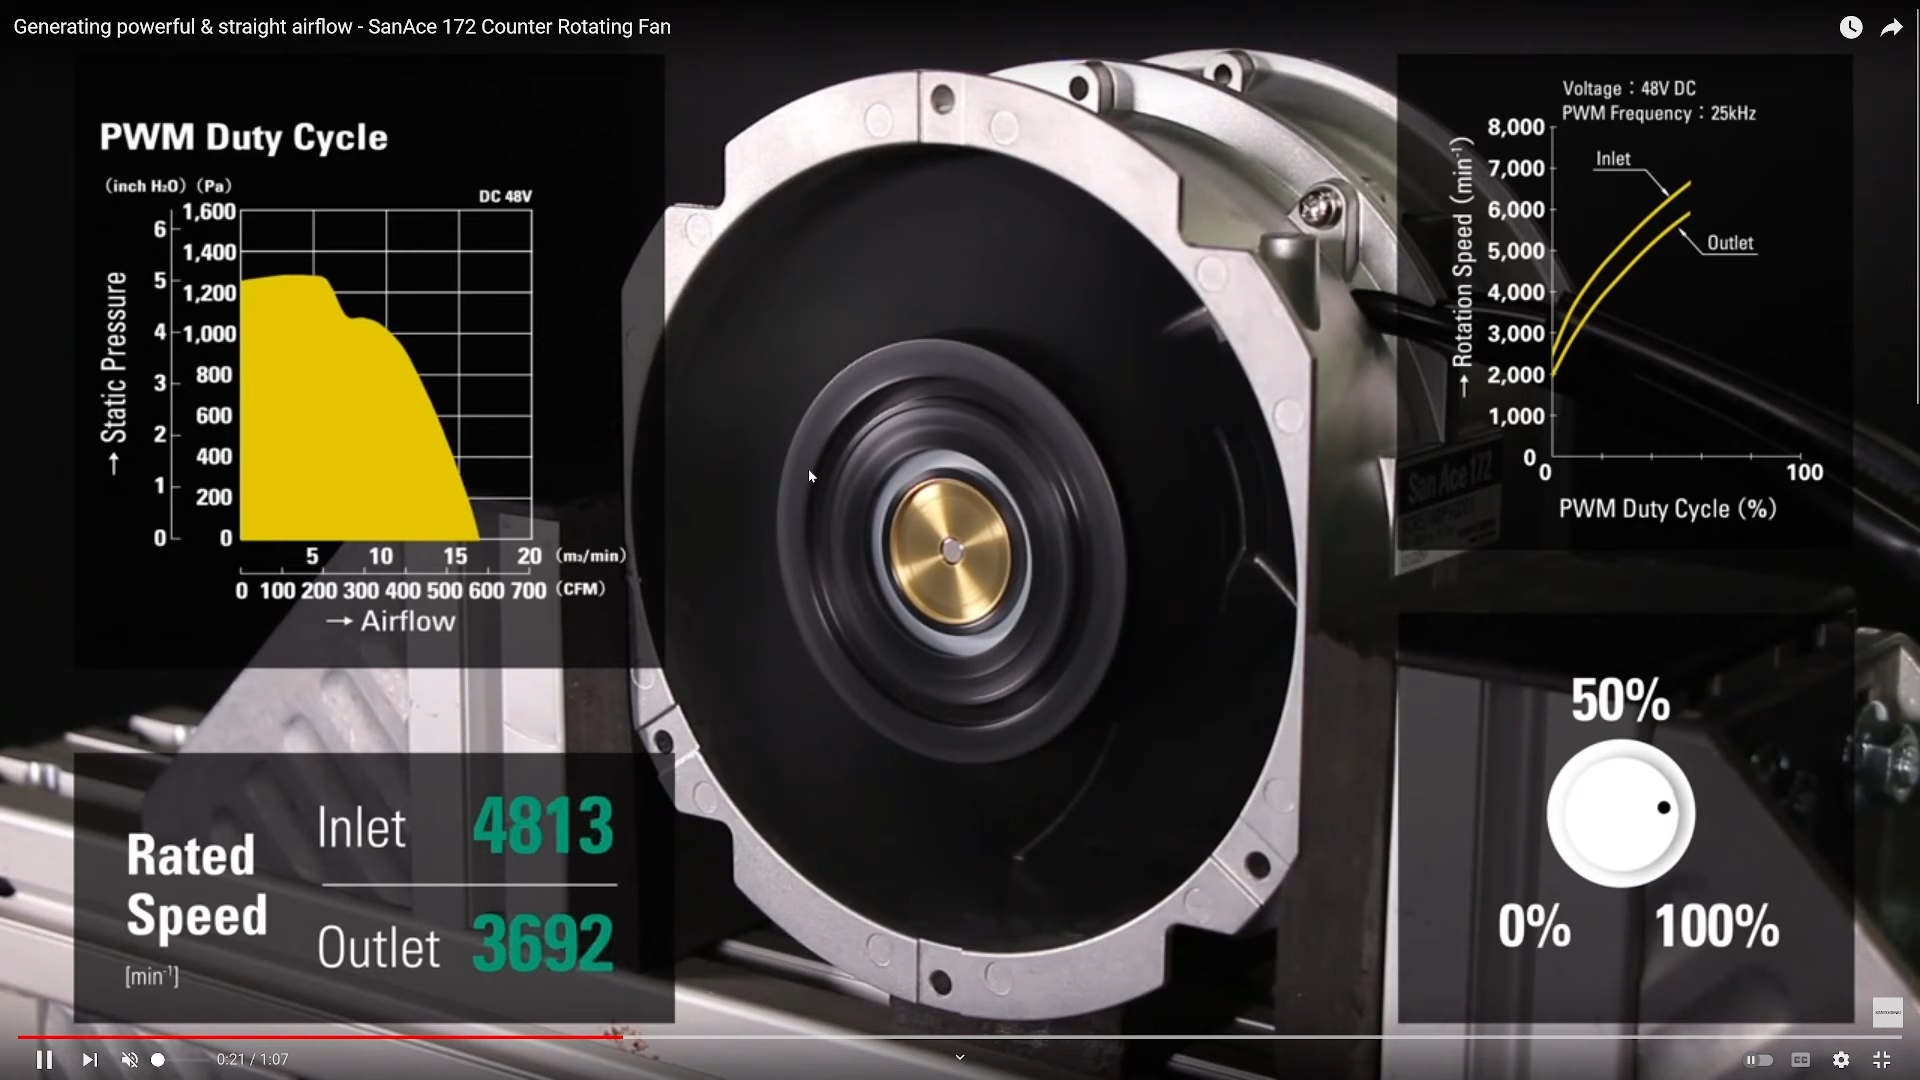 Generating powerful & straight airflow - SanAce 172 Counter Rotating Fan
PWM Duty Cycle
(inch H₂O) (Pa)
DC 48V
→ Static Pressure
6
5
4
3
2
1
0
1,600
1,400
1,200
1,000
800
600
400
200
0
5 10 15 20 (m₃/min)
0 100 200 300 400 500 600 700 (CFM)
→ Airflow
Voltage : 48V DC
PWM Frequency : 25kHz
→ Rotation Speed (min⁻¹)
8,000
7,000
6,000
5,000
4,000
3,000
2,000
1,000
0
Inlet
Outlet
0 100
PWM Duty Cycle (%)
San Ace 172
Rated
Speed
[min⁻¹]
Inlet 4813
Outlet 3692
50%
0% 100%
0:21 / 1:07
CC